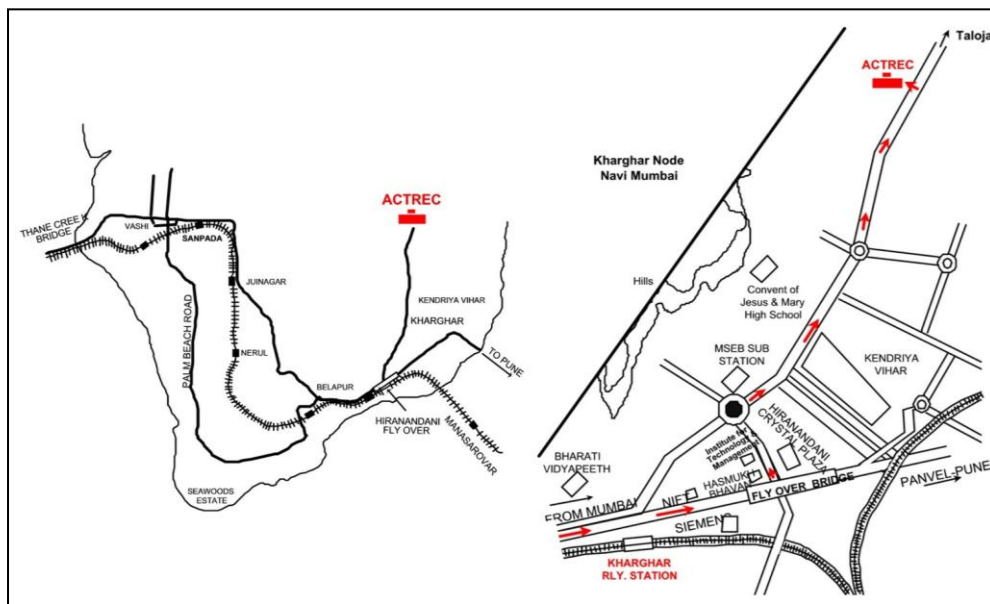 THANE CREEK
BRIDGE
VASHI
SANPADA
JUINAGAR
PALM BEACH ROAD
NERUL
BELAPUR
SEAWOODS
ESTATE
ACTREC
KENDRIYA VIHAR
KHARGHAR
TO PUNE
HIRANANDANI
FLY OVER
MANASAROVAR
Taloja
ACTREC
Kharghar Node
Navi Mumbai
Hills
Convent of
Jesus & Mary
High School
MSEB SUB
STATION
KENDRIYA
VIHAR
HIRANANDANI
CRYSTAL PLAZA
Institute for
Technology &
Management
BHARATI
VIDYAPEETH
HASMUKH
BHAVAN
NIFT
FROM MUMBAI
FLY OVER BRIDGE
PANVEL-PUNE
SIEMENS
KHARGHAR
RLY. STATION